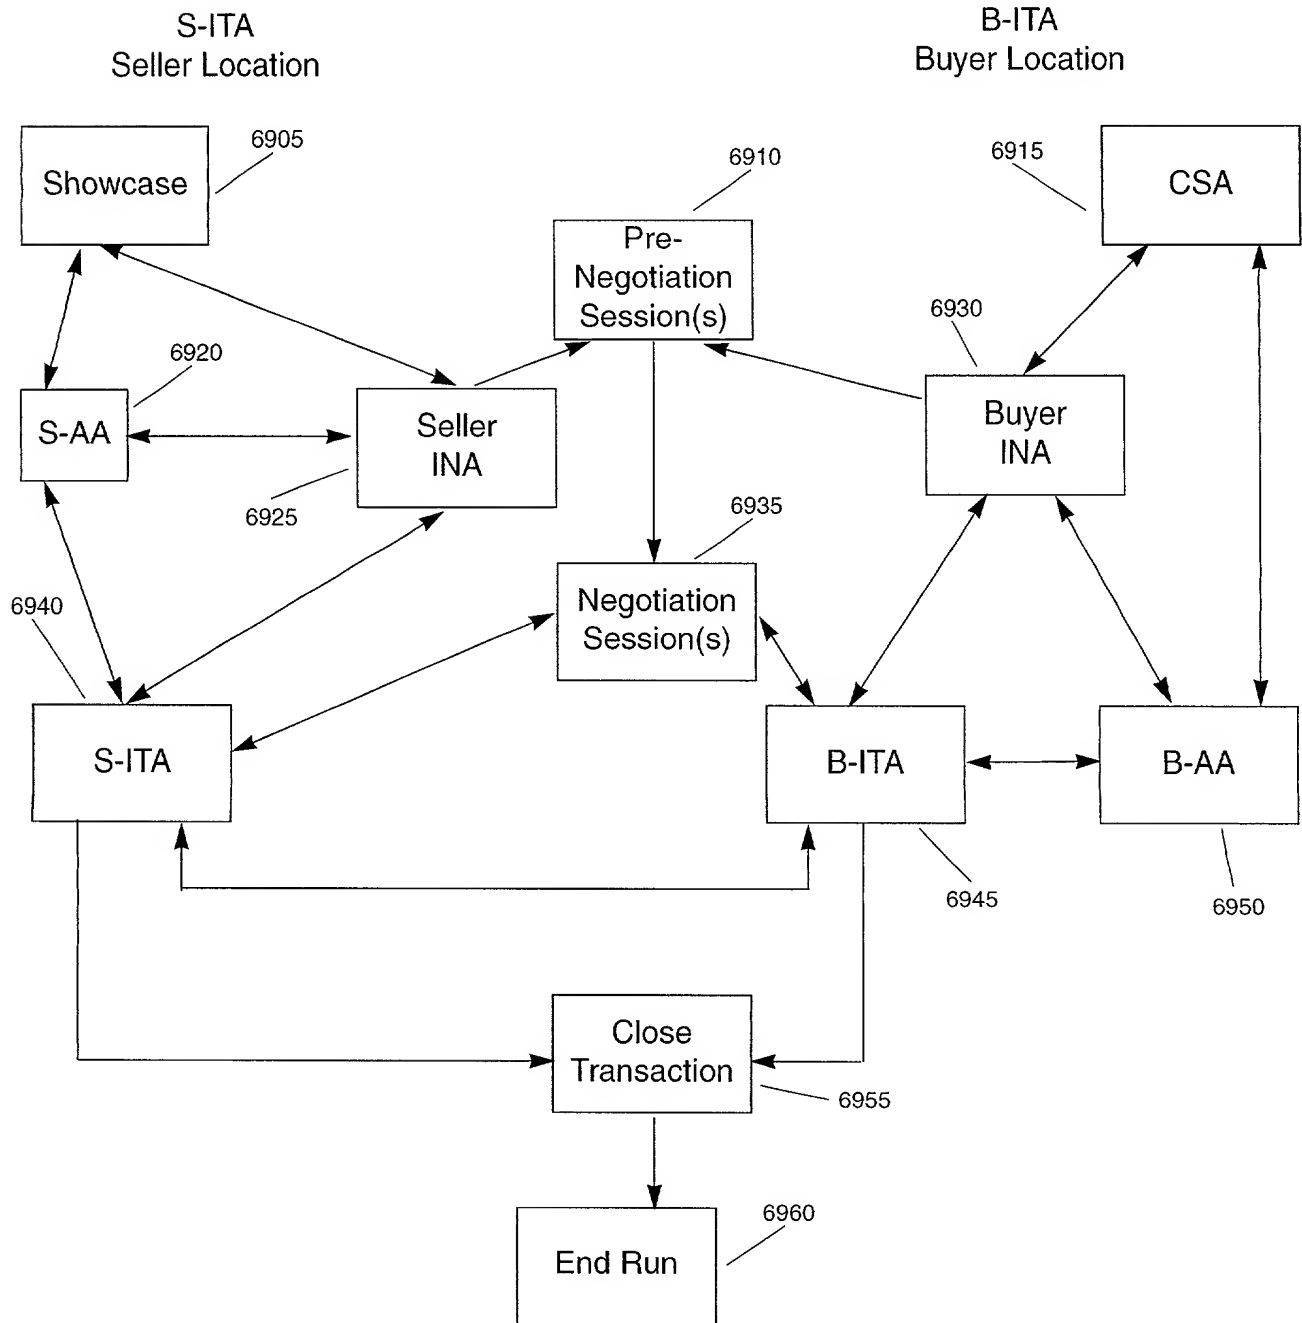 S-ITA
Seller Location
B-ITA
Buyer Location
Showcase
6905
6910
6915
CSA
Pre-
Negotiation
Session(s)
6930
6920
S-AA
Seller
INA
6925
Buyer
INA
6935
Negotiation
Session(s)
6940
S-ITA
B-ITA
B-AA
6945
6950
Close
Transaction
6955
6960
End Run